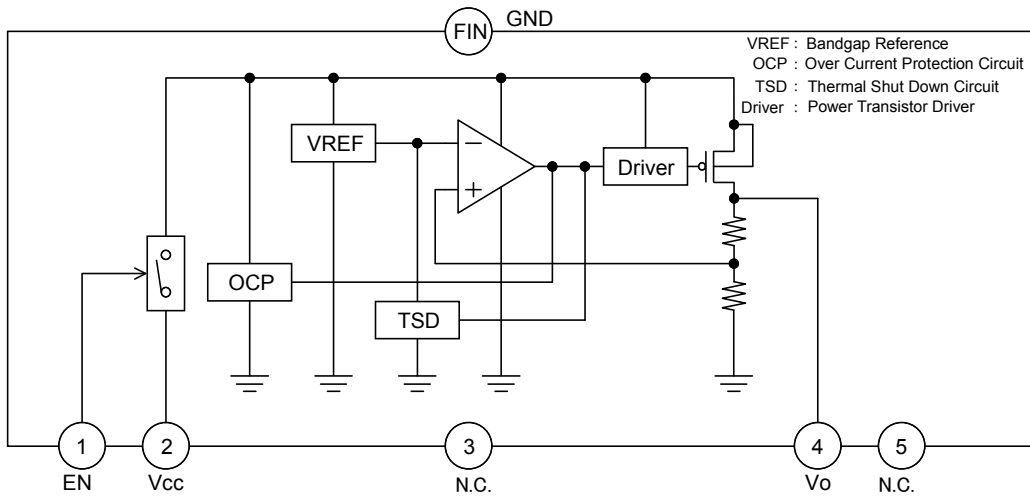 FIN GND
VREF : Bandgap Reference
OCP : Over Current Protection Circuit
TSD : Thermal Shut Down Circuit
Driver : Power Transistor Driver
VREF
−
+
Driver
OCP
TSD
1 2 3 4 5
EN Vcc N.C. Vo N.C.